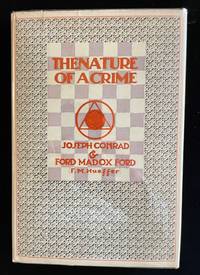 THE NATURE
OF A CRIME
JOSEPH CONRAD
&
FORD MADOX FORD
F. M. Hueffer